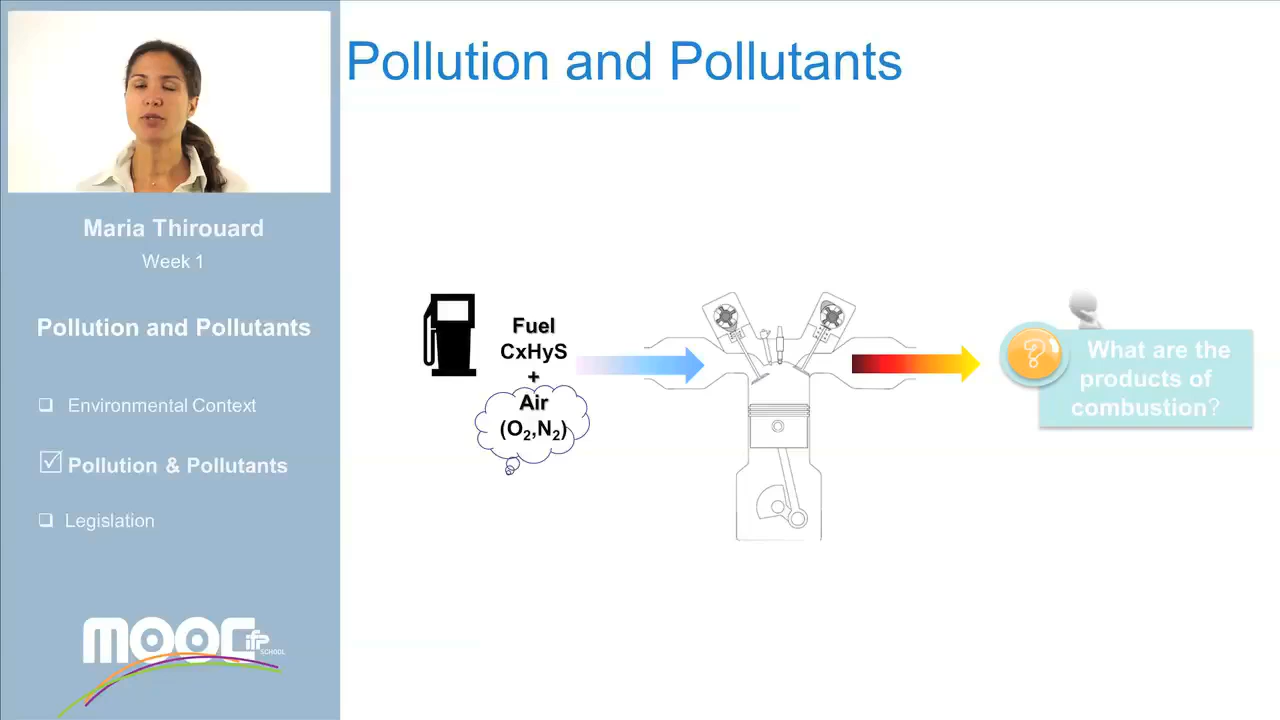 Pollution and Pollutants
Maria Thirouard
Week 1
Pollution and Pollutants
❑ Environmental Context
☑ Pollution & Pollutants
❑ Legislation
MOOC ifp
SCHOOL
Fuel
CxHyS
+
Air
(O₂,N₂)
?
What are the
products of
combustion?